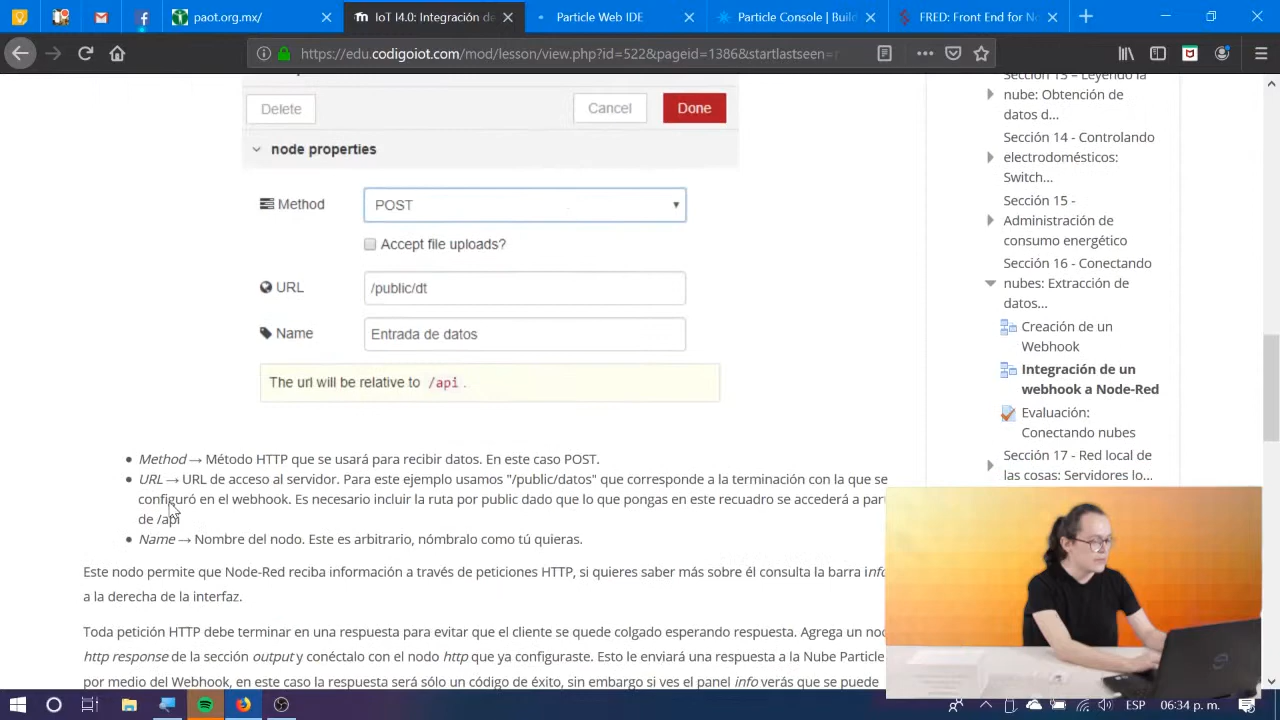 paot.org.mx/
IoT I4.0: Integración de
Particle Web IDE
Particle Console | Build
FRED: Front End for No
https://edu.codigoiot.com/mod/lesson/view.php?id=522&pageid=1386&startlastseen=
Delete
Cancel
Done
node properties
Method
POST
Accept file uploads?
URL
/public/dt
Name
Entrada de datos
The url will be relative to /api .
Method → Método HTTP que se usará para recibir datos. En este caso POST.
URL → URL de acceso al servidor. Para este ejemplo usamos "/public/datos" que corresponde a la terminación con la que se
configuró en el webhook. Es necesario incluir la ruta por public dado que lo que pongas en este recuadro se accederá a par
de /api
Name → Nombre del nodo. Este es arbitrario, nómbralo como tú quieras.
Este nodo permite que Node-Red reciba información a través de peticiones HTTP, si quieres saber más sobre él consulta la barra info
a la derecha de la interfaz.
Toda petición HTTP debe terminar en una respuesta para evitar que el cliente se quede colgado esperando respuesta. Agrega un nod
http response de la sección output y conéctalo con el nodo http que ya configuraste. Esto le enviará una respuesta a la Nube Particle
por medio del Webhook, en este caso la respuesta será sólo un código de éxito, sin embargo si ves el panel info verás que se puede
Sección 13 – Leyendo la
nube: Obtención de
datos d...
Sección 14 - Controlando
electrodomésticos:
Switch...
Sección 15 -
Administración de
consumo energético
Sección 16 - Conectando
nubes: Extracción de
datos...
Creación de un
Webhook
Integración de un
webhook a Node-Red
Evaluación:
Conectando nubes
Sección 17 - Red local de
las cosas: Servidores lo...
ESP
06:34 p. m.